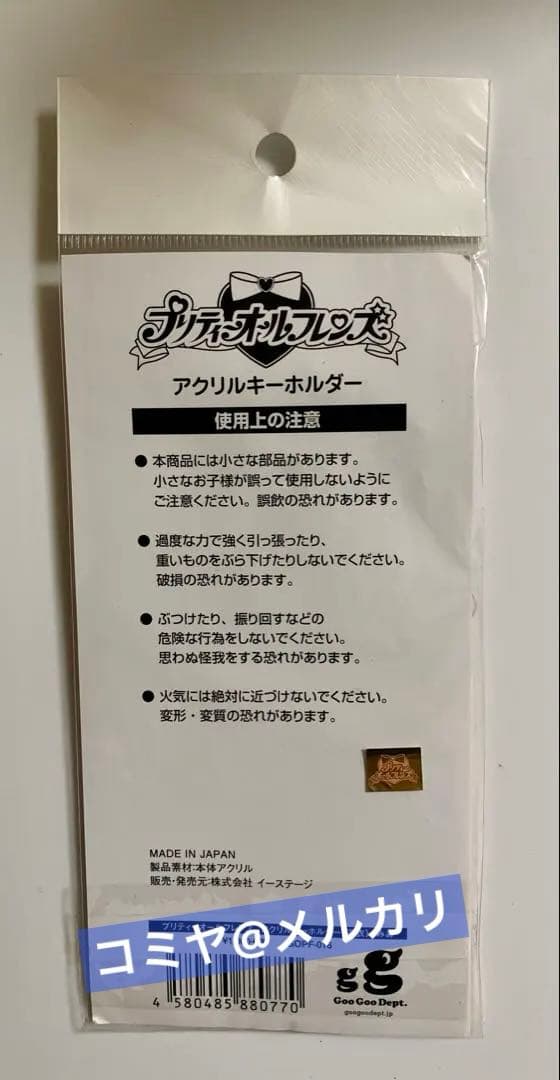 プリティーオールフレンズ
アクリルキーホルダー
使用上の注意
● 本商品には小さな部品があります。
小さなお子様が誤って使用しないように
ご注意ください。誤飲の恐れがあります。
● 過度な力で強く引っ張ったり、
重いものをぶら下げたりしないでください。
破損の恐れがあります。
● ぶつけたり、振り回すなどの
危険な行為をしないでください。
思わぬ怪我をする恐れがあります。
● 火気には絶対に近づけないでください。
変形・変質の恐れがあります。
MADE IN JAPAN
製品素材:本体アクリル
販売・発売元:株式会社 イーステージ
コミヤ@メルカリ
4 580485 880770
gg
Goo Goo Dept.
googoodept.jp